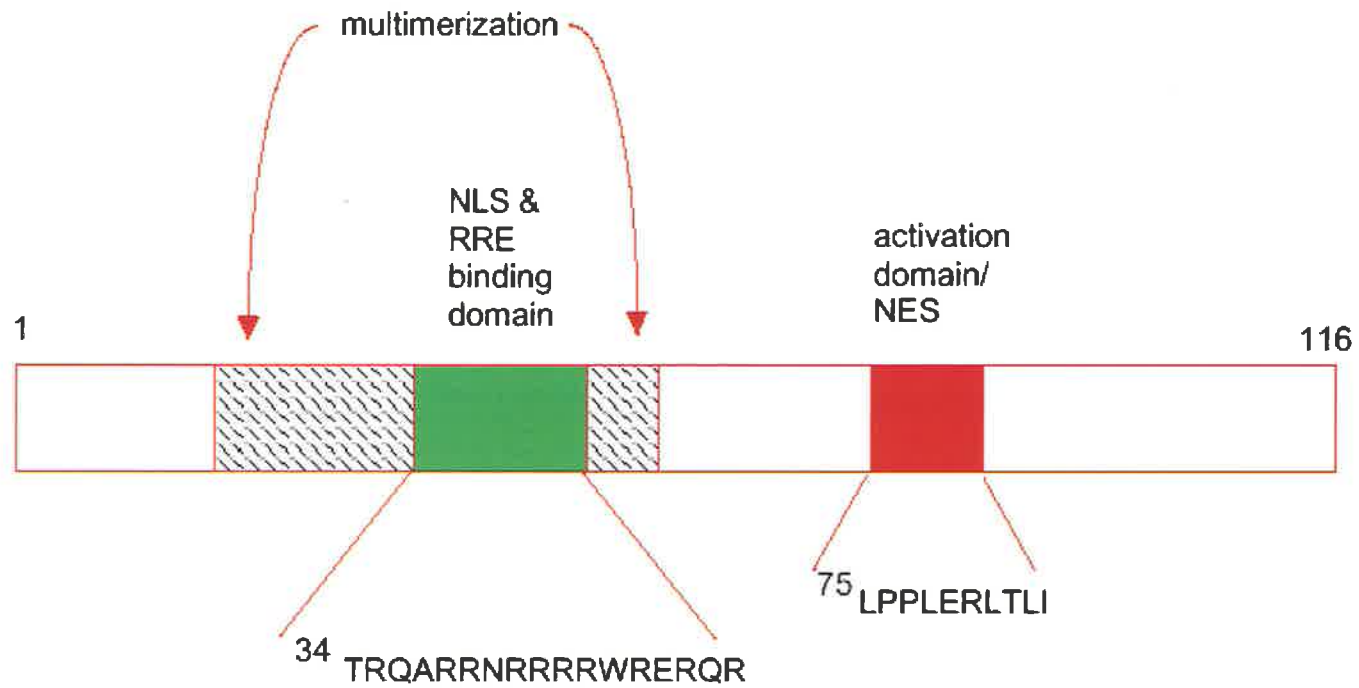 multimerization
NLS &
RRE
binding
domain
activation
domain/
NES
1
116
75 LPPLERLTLI
34 TRQARRNRRRRWRERQR